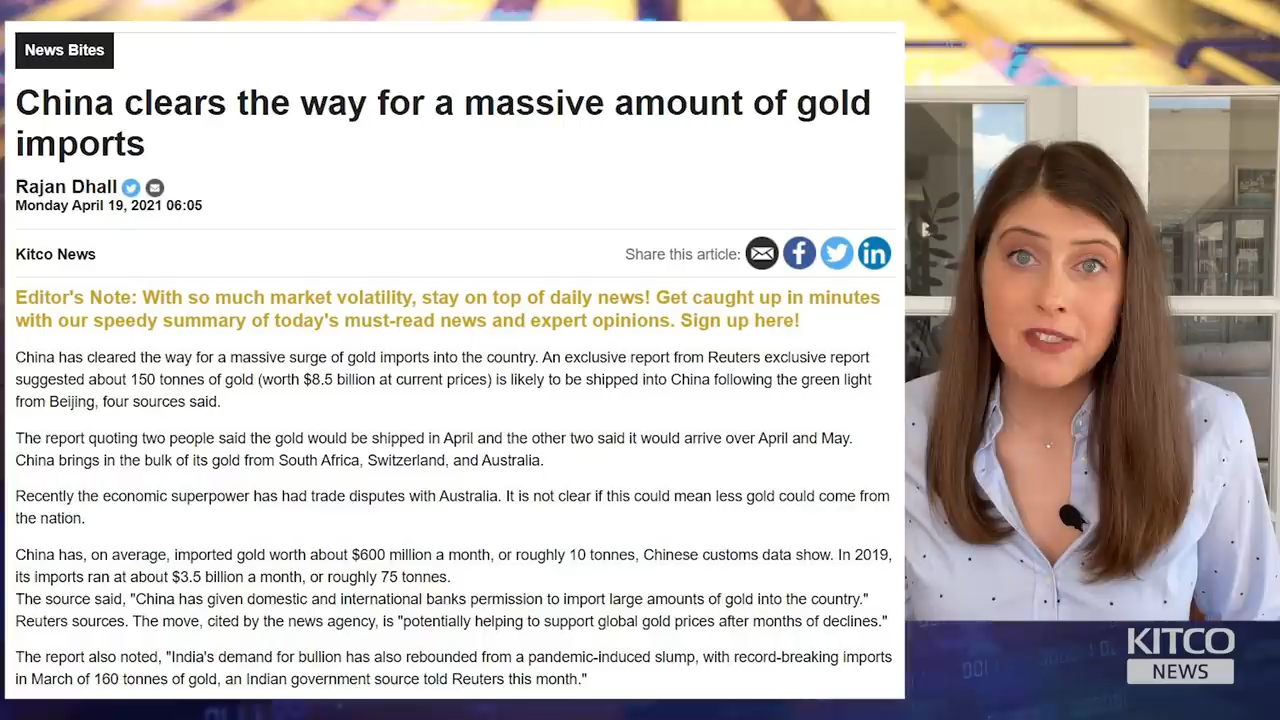 News Bites
China clears the way for a massive amount of gold
imports
Rajan Dhall
Monday April 19, 2021 06:05
Kitco News
Share this article:
Editor's Note: With so much market volatility, stay on top of daily news! Get caught up in minutes
with our speedy summary of today's must-read news and expert opinions. Sign up here!
China has cleared the way for a massive surge of gold imports into the country. An exclusive report from Reuters exclusive report
suggested about 150 tonnes of gold (worth $8.5 billion at current prices) is likely to be shipped into China following the green light
from Beijing, four sources said.
The report quoting two people said the gold would be shipped in April and the other two said it would arrive over April and May.
China brings in the bulk of its gold from South Africa, Switzerland, and Australia.
Recently the economic superpower has had trade disputes with Australia. It is not clear if this could mean less gold could come from
the nation.
China has, on average, imported gold worth about $600 million a month, or roughly 10 tonnes, Chinese customs data show. In 2019,
its imports ran at about $3.5 billion a month, or roughly 75 tonnes.
The source said, "China has given domestic and international banks permission to import large amounts of gold into the country."
Reuters sources. The move, cited by the news agency, is "potentially helping to support global gold prices after months of declines."
The report also noted, "India's demand for bullion has also rebounded from a pandemic-induced slump, with record-breaking imports
in March of 160 tonnes of gold, an Indian government source told Reuters this month."
KITCO
NEWS